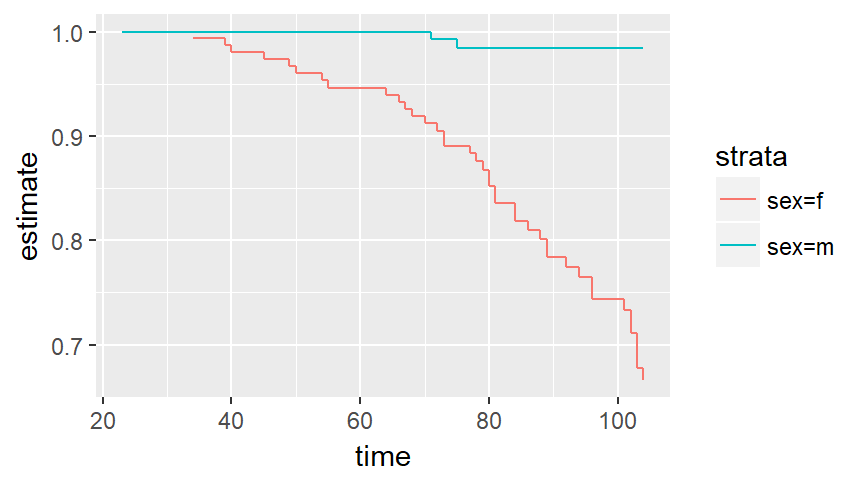 1.0
0.9
0.8
0.7
estimate
20 40 60 80 100
time
strata
sex=f
sex=m